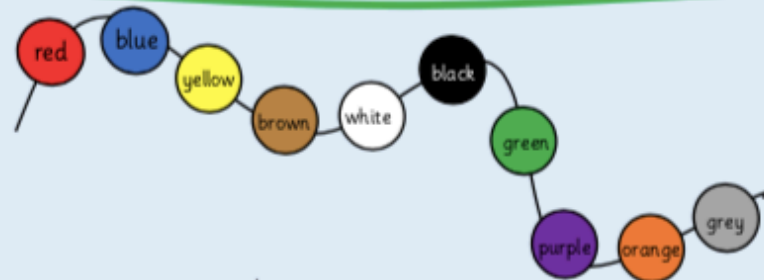 red
blue
yellow
brown
white
black
green
purple
orange
grey